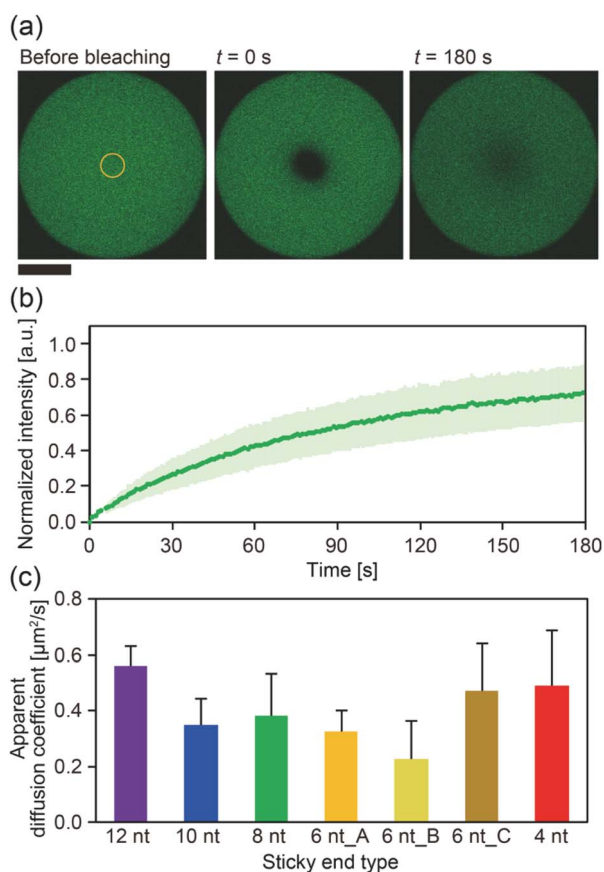 (a)
Before bleaching t = 0 s t = 180 s
(b)
Normalized intensity [a.u.]
1.0
0.8
0.6
0.4
0.2
0.0
0 30 60 90 120 150 180
Time [s]
(c)
Apparent
diffusion coefficient [μm²/s]
0.8
0.6
0.4
0.2
0.0
12 nt 10 nt 8 nt 6 nt_A 6 nt_B 6 nt_C 4 nt
Sticky end type